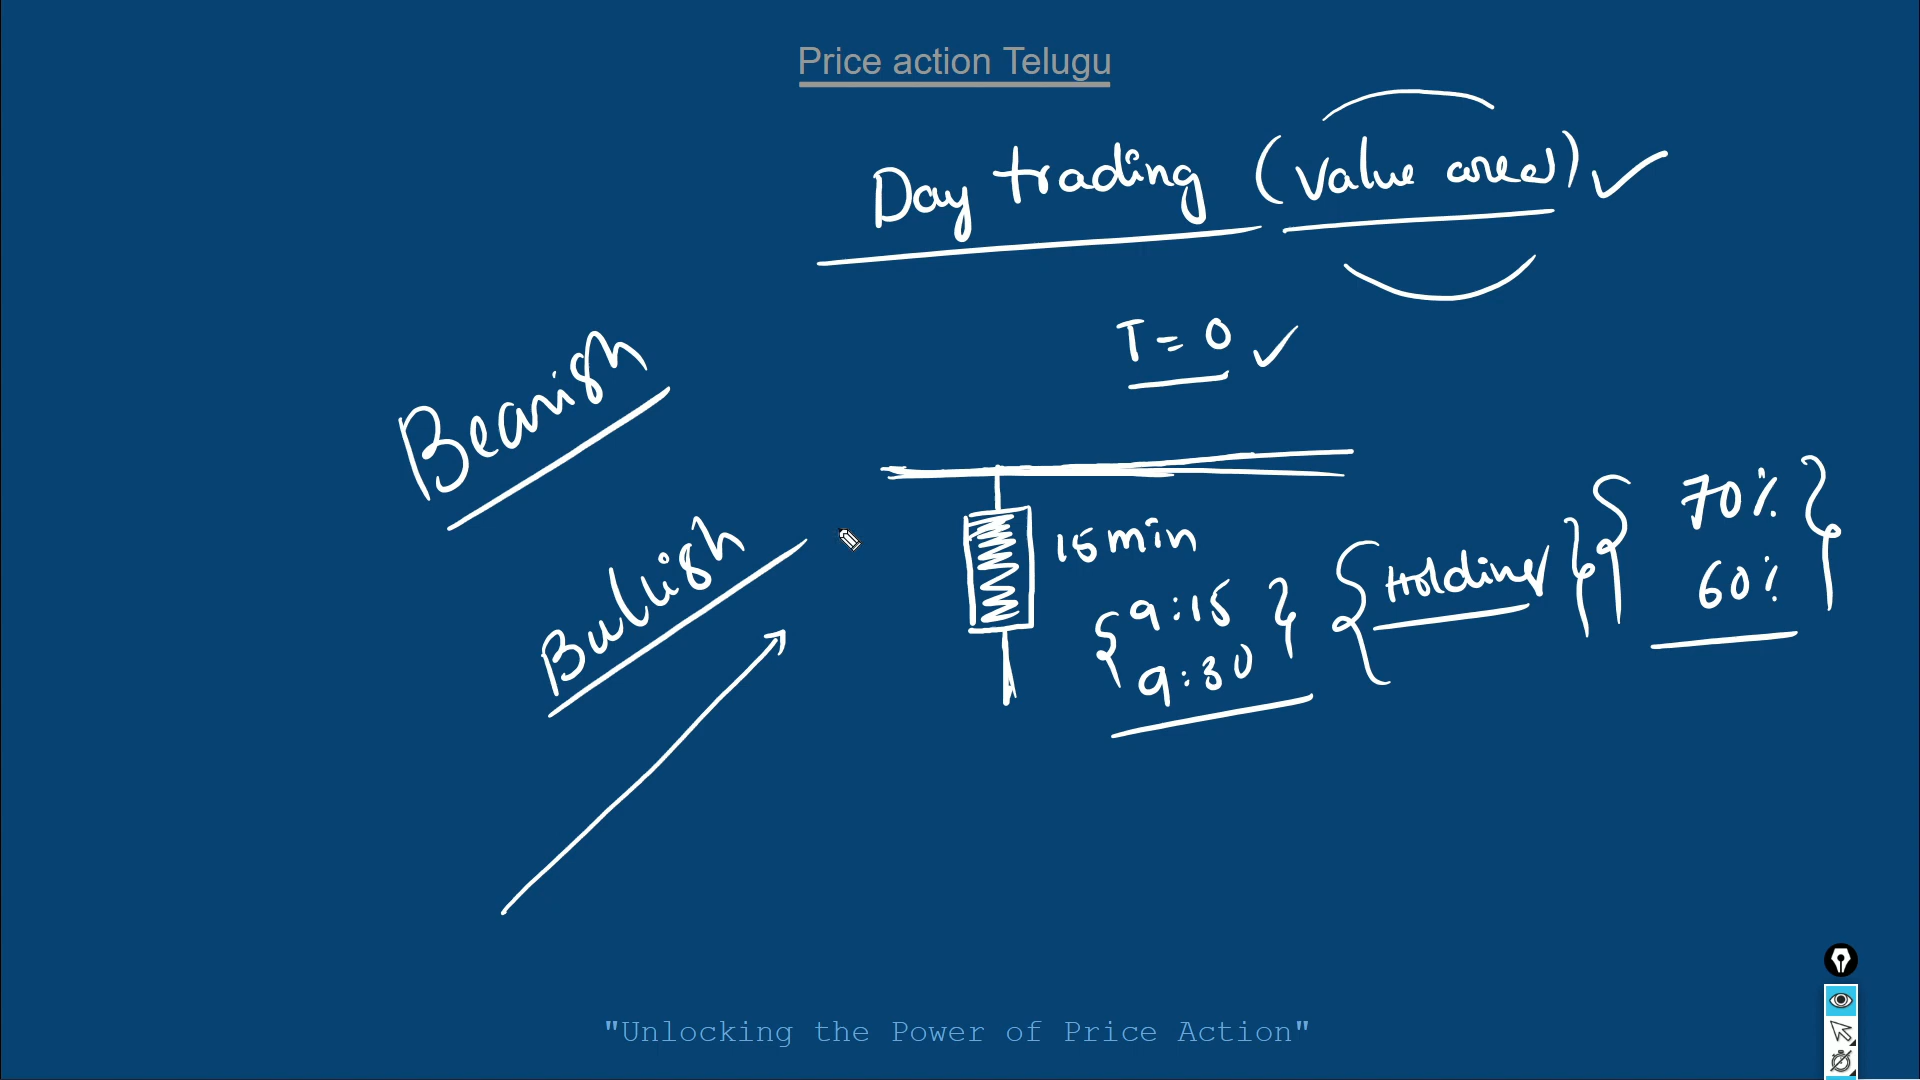 Price action Telugu
Day trading (value area)
T = 0
Bearish
Bullish
15 min
9:15
9:30
Holding
70%
60%
"Unlocking the Power of Price Action"